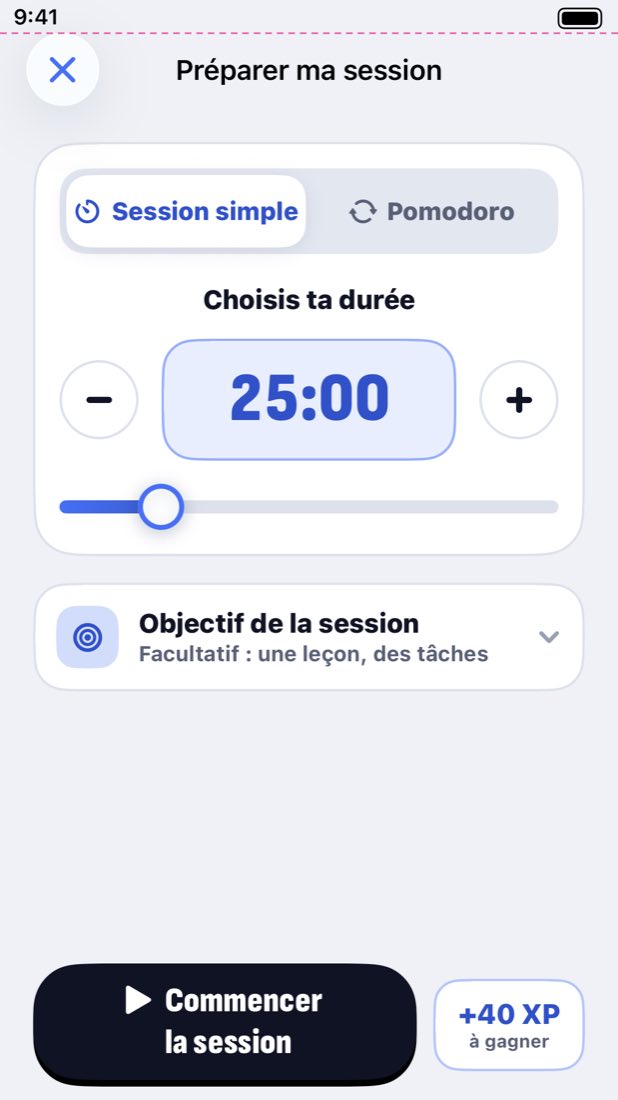 9:41
Préparer ma session
Session simple
Pomodoro
Choisis ta durée
25:00
Objectif de la session
Facultatif : une leçon, des tâches
Commencer
la session
+40 XP
à gagner